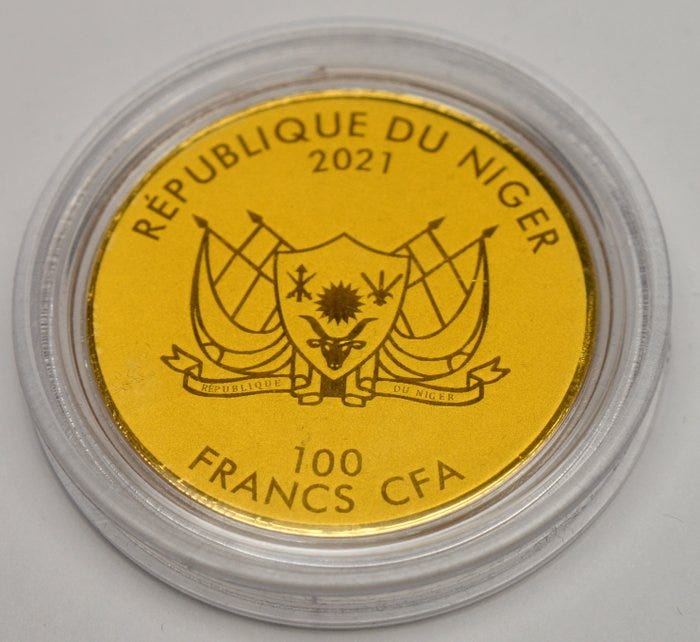 RÉPUBLIQUE DU NIGER
2021
RÉPUBLIQUE DU NIGER
100
FRANCS CFA